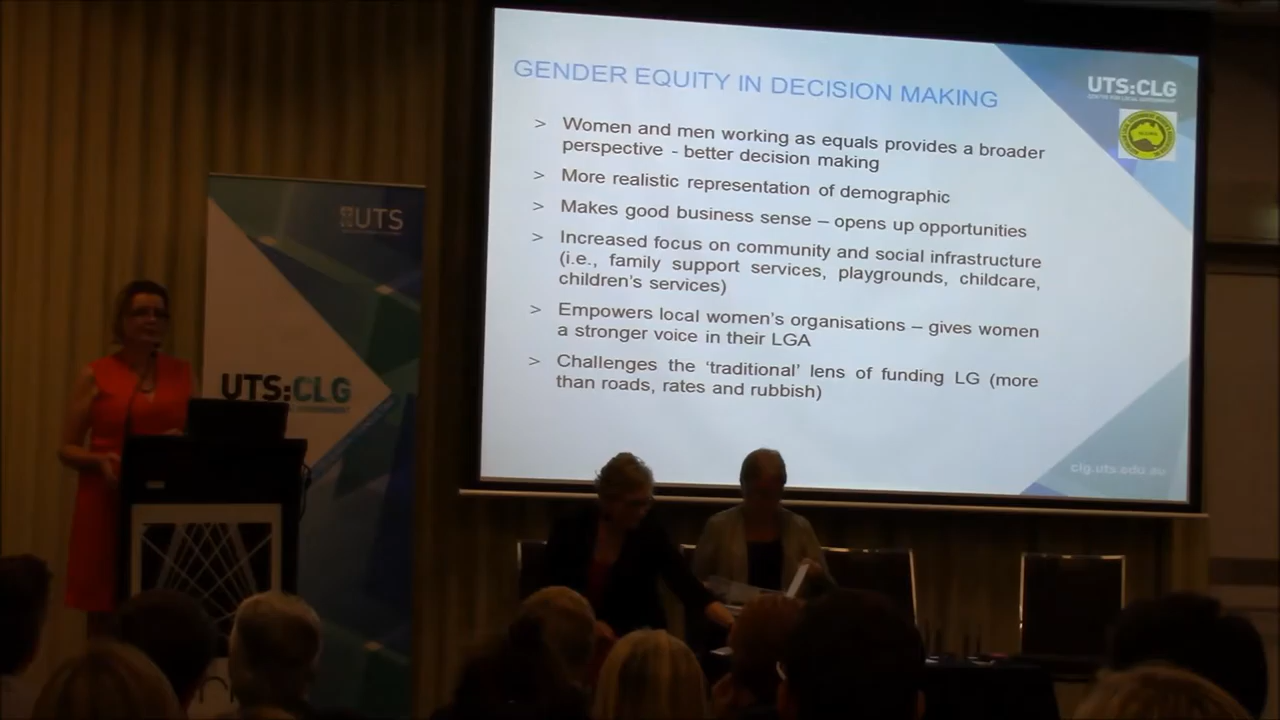 GENDER EQUITY IN DECISION MAKING
UTS:CLG
CENTRE FOR LOCAL GOVERNMENT
> Women and men working as equals provides a broader
perspective - better decision making
> More realistic representation of demographic
> Makes good business sense – opens up opportunities
> Increased focus on community and social infrastructure
(i.e., family support services, playgrounds, childcare,
children's services)
> Empowers local women's organisations – gives women
a stronger voice in their LGA
> Challenges the 'traditional' lens of funding LG (more
than roads, rates and rubbish)
clg.uts.edu.au
UTS
UTS:CLG